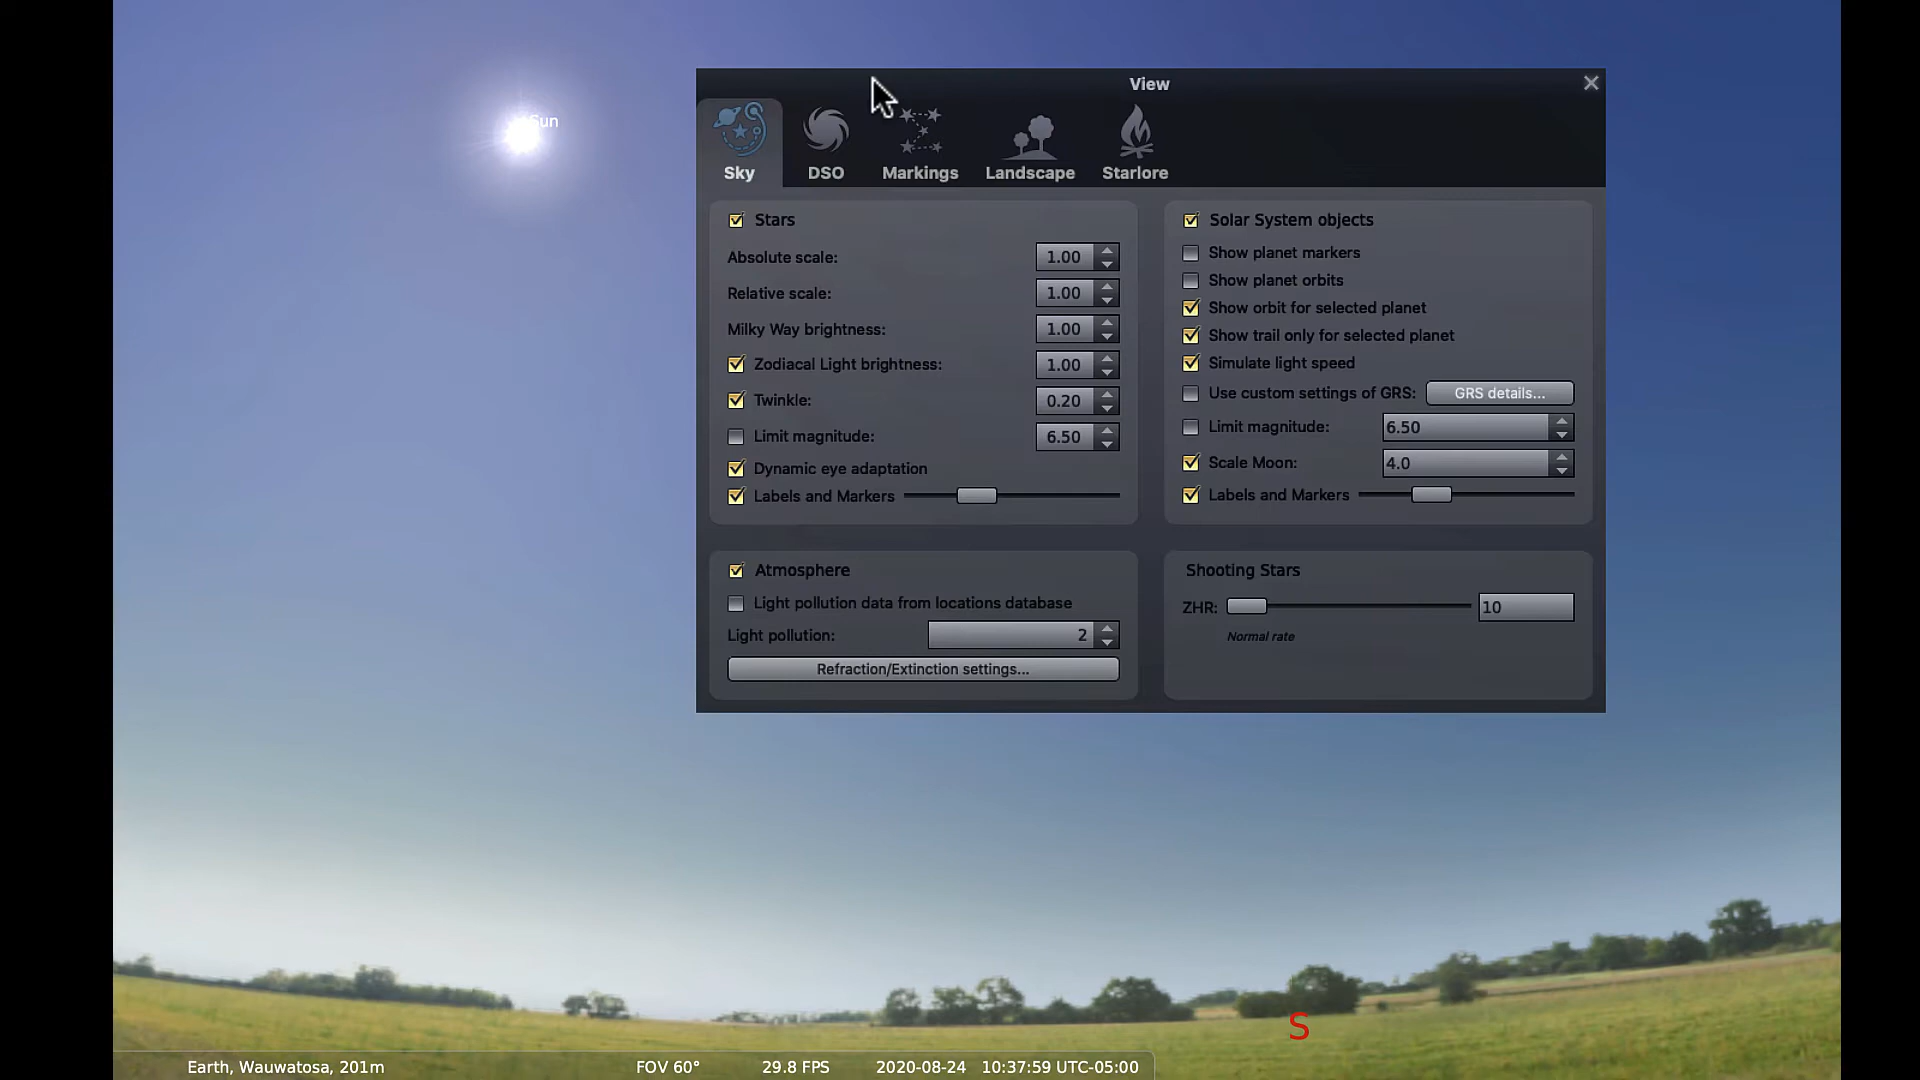 Sun
View
Sky
DSO
Markings
Landscape
Starlore
Stars
Absolute scale: 1.00
Relative scale: 1.00
Milky Way brightness: 1.00
Zodiacal Light brightness: 1.00
Twinkle: 0.20
Limit magnitude: 6.50
Dynamic eye adaptation
Labels and Markers
Solar System objects
Show planet markers
Show planet orbits
Show orbit for selected planet
Show trail only for selected planet
Simulate light speed
Use custom settings of GRS: GRS details...
Limit magnitude: 6.50
Scale Moon: 4.0
Labels and Markers
Atmosphere
Light pollution data from locations database
Light pollution: 2
Refraction/Extinction settings...
Shooting Stars
ZHR: 10
Normal rate
S
Earth, Wauwatosa, 201m FOV 60° 29.8 FPS 2020-08-24 10:37:59 UTC-05:00